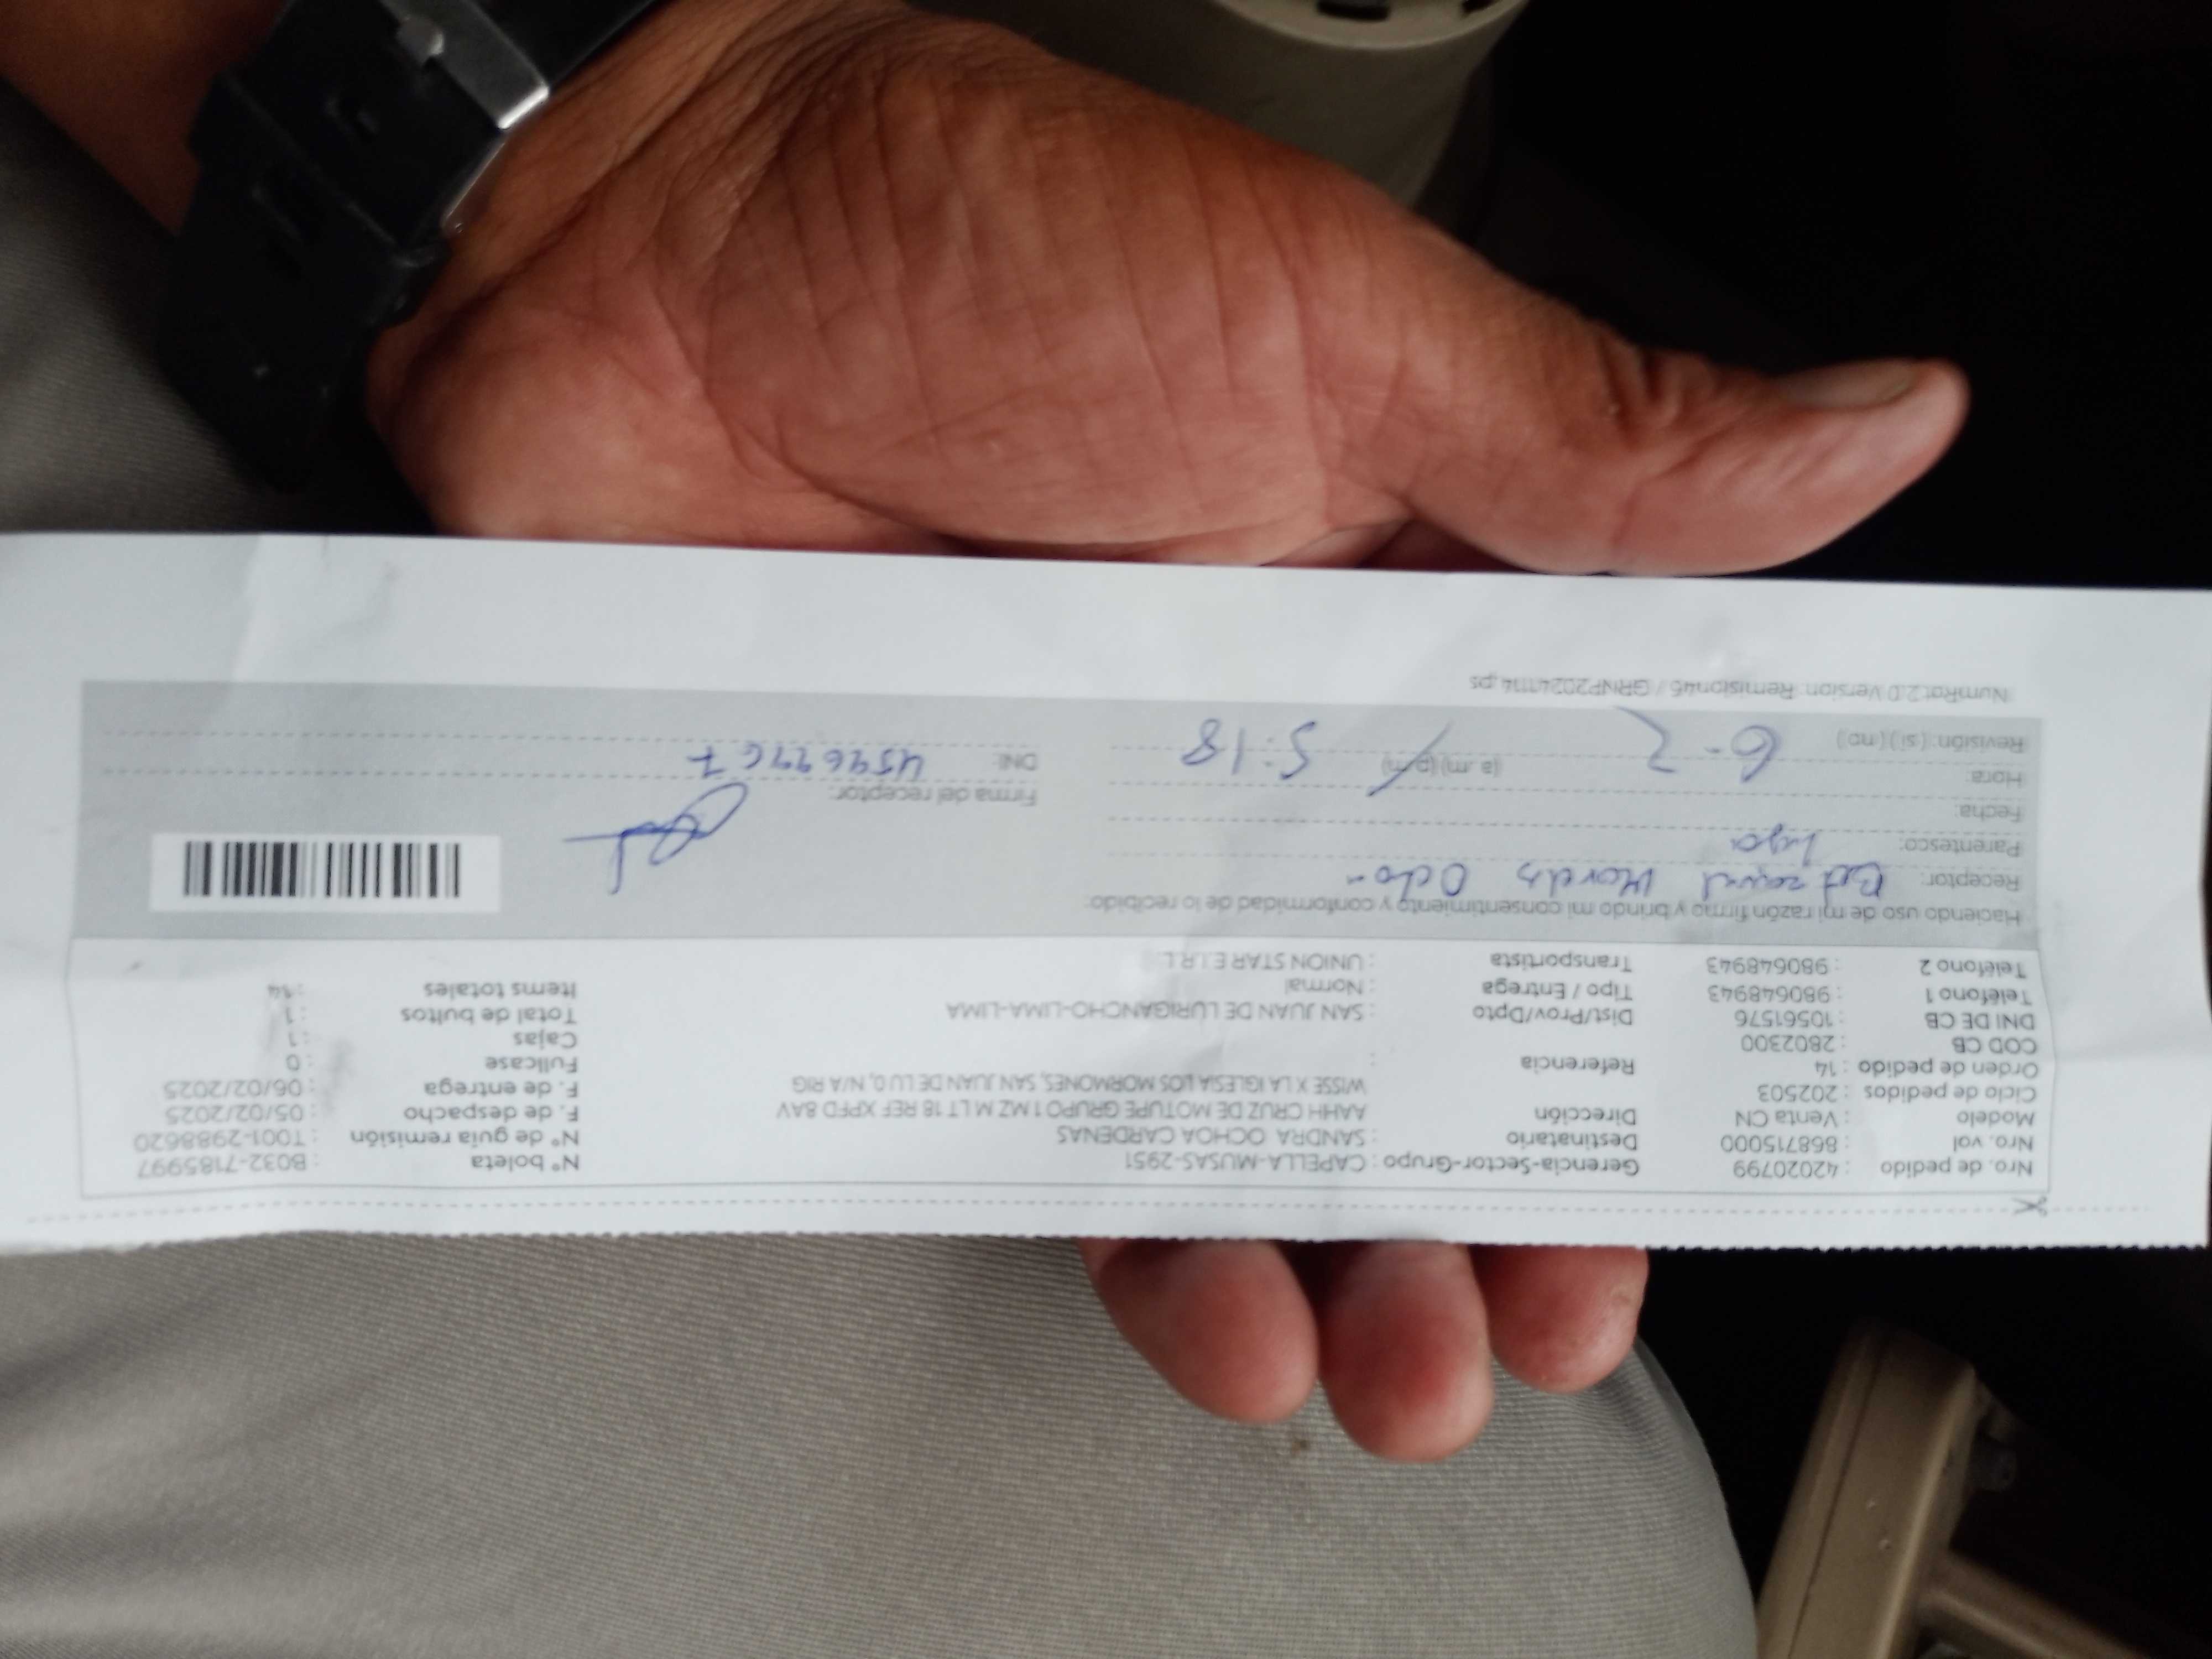 Nro. de pedido : 42020799 Gerencia-Sector-Grupo : CAPELLA-MUSAS-2951 N° boleta : B032-7185997
Nro. vol : 868715000 Destinatario : SANDRA OCHOA CARDENAS N° de guia remisión : T001-2988620
Modelo : Venta CN Dirección AAHH CRUZ DE MOTUPE GRUPO 1 MZ M LT 18 REF XPFD 8AV F. de despacho : 05/02/2025
Ciclo de pedidos : 202503 WISSE X LA IGLESIA LOS MORMONES, SAN JUAN DE LU 0, N/A RIG F. de entrega : 06/02/2025
Orden de pedido : 14 Referencia : Fullcase : 0
COD CB : 2802300 Cajas : 1
DNI DE CB : 10561576 Dist/Prov/Dpto : SAN JUAN DE LURIGANCHO-LIMA-LIMA Total de bultos : 1
Teléfono 1 : 980648943 Tipo / Entrega : Normal Items totales : 14
Teléfono 2 : 980648943 Transportista : UNION STAR E.I.R.L.
Haciendo uso de mi razón firmo y brindo mi consentimiento y conformidad de lo recibido:
Receptor:
Parentesco: hija
Fecha: Firma del receptor:
Hora: (a. m) (p.m) 5:18 DNI:
Revisión: ( si ) ( no ) 6-2
NumRot 2.0 Version: Remision46 / GRNP20241114.ps